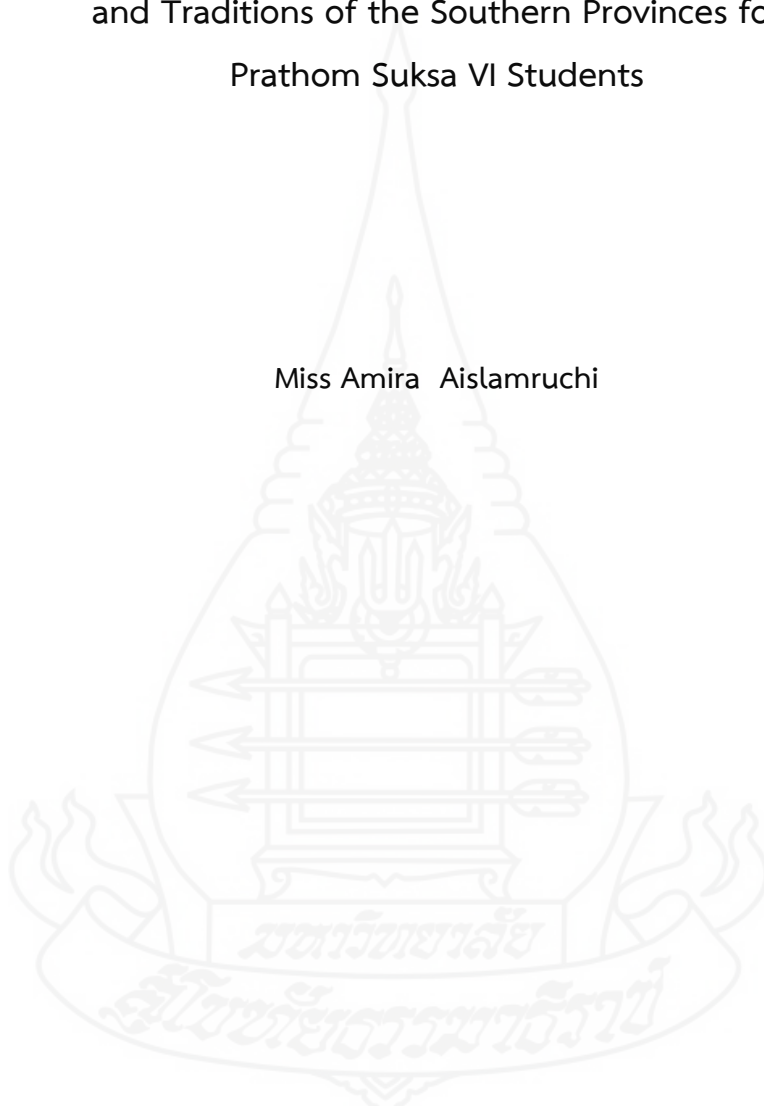 and Traditions of the Southern Provinces fo
Prathom Suksa VI Students
Miss Amira Aislamruchi
มหาวิทยาลัย
สุโขทัยธรรมาธิราช